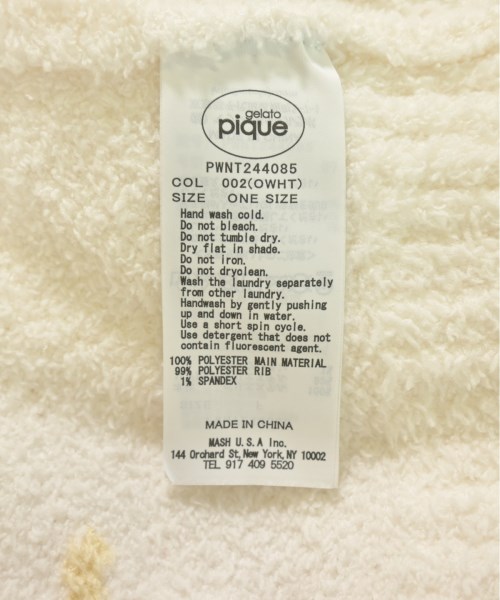 gelato
pique
PWNT244085
COL 002(OWHT)
SIZE ONE SIZE
Hand wash cold.
Do not bleach.
Do not tumble dry.
Dry flat in shade.
Do not iron.
Do not dryclean.
Wash the laundry separately
from other laundry.
Handwash by gently pushing
up and down in water.
Use a short spin cycle.
Use detergent that does not
contain fluorescent agent.
100% POLYESTER MAIN MATERIAL
99% POLYESTER RIB
1% SPANDEX
MADE IN CHINA
MASH U.S.A Inc.
144 Orchard St, New York, NY 10002
TEL 917 409 5520